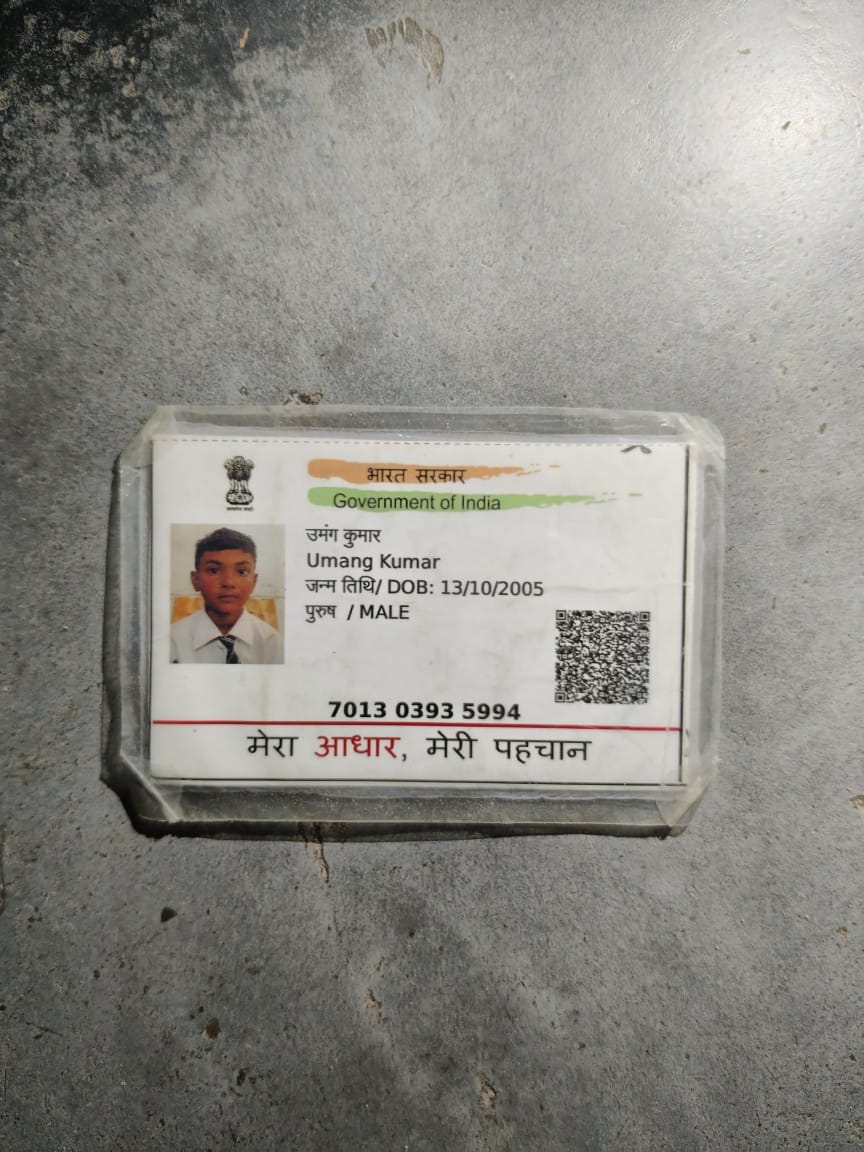 भारत सरकार
Government of India
उमंग कुमार
Umang Kumar
जन्म तिथि/ DOB: 13/10/2005
पुरुष / MALE
7013 0393 5994
मेरा आधार, मेरी पहचान